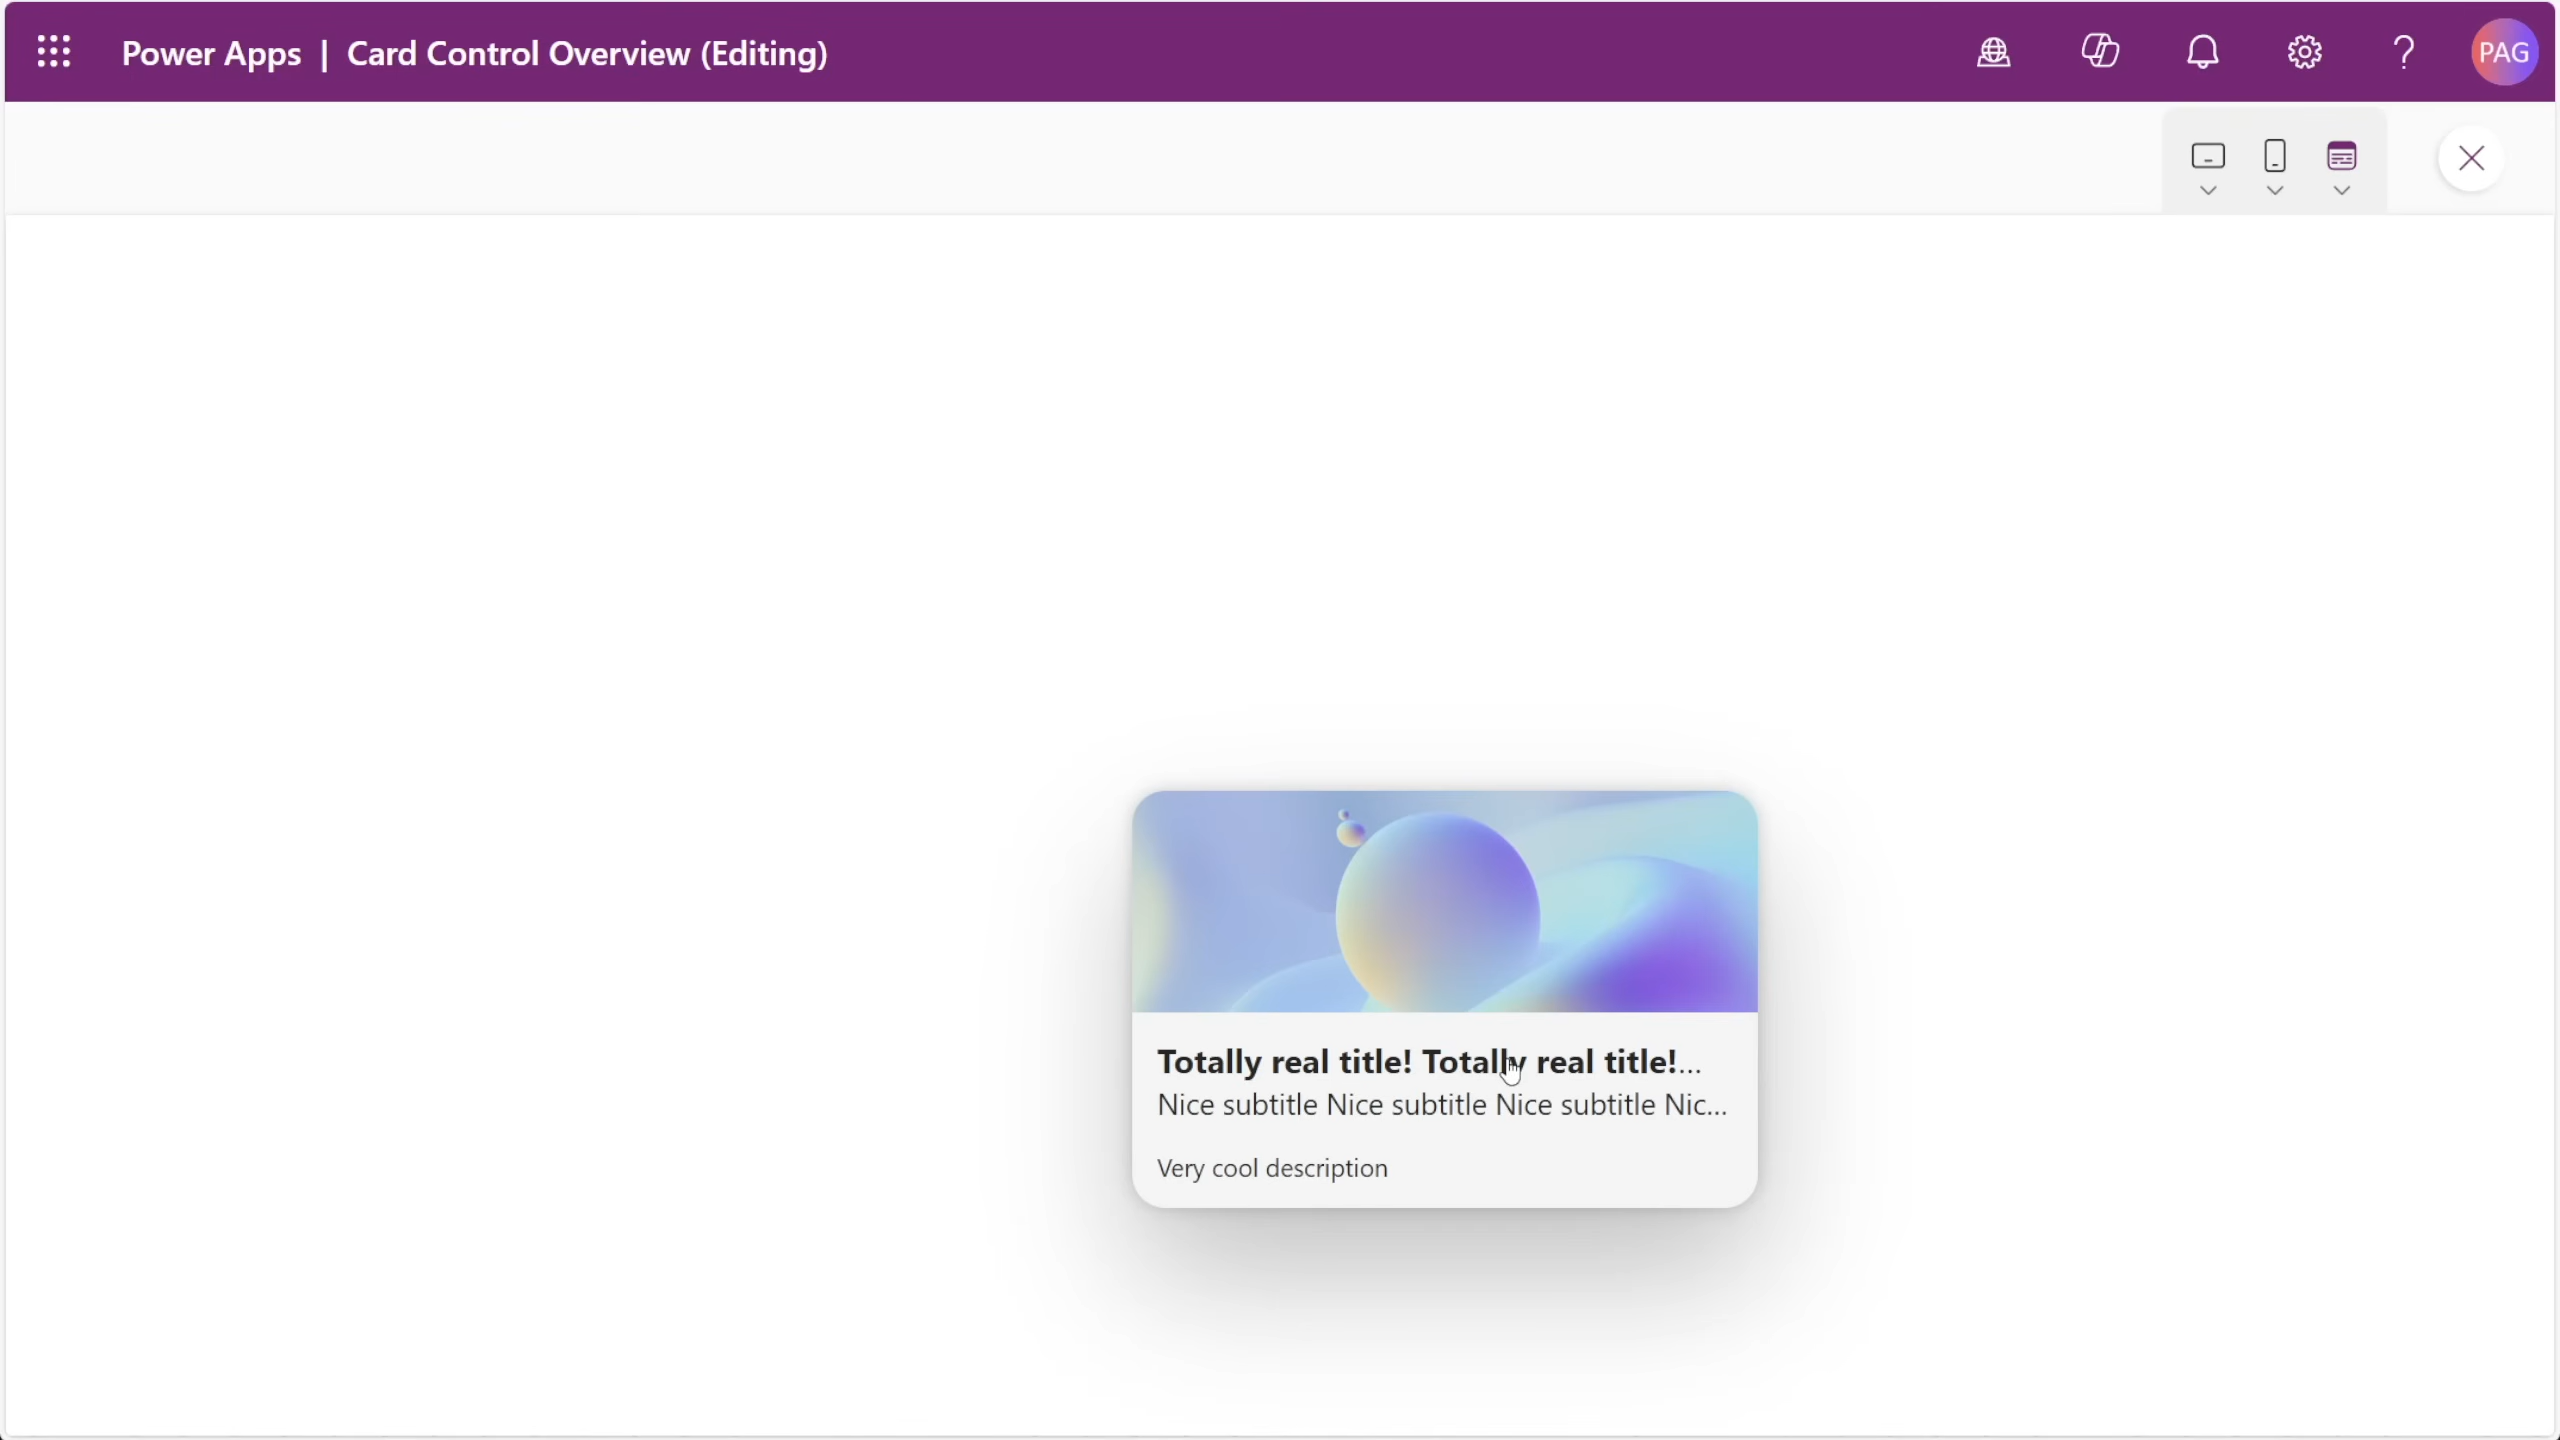 Power Apps | Card Control Overview (Editing)
PAG
Totally real title! Totally real title!...
Nice subtitle Nice subtitle Nice subtitle Nic...
Very cool description